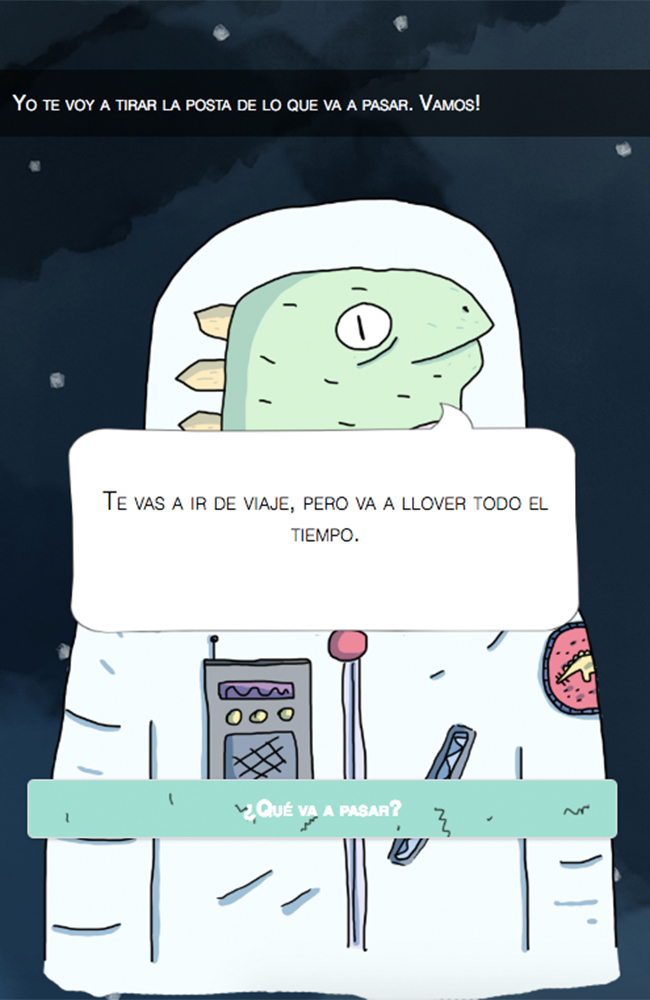 Yo te voy a tirar la posta de lo que va a pasar. Vamos!
Te vas a ir de viaje, pero va a llover todo el
tiempo.
¿Qué va a pasar?